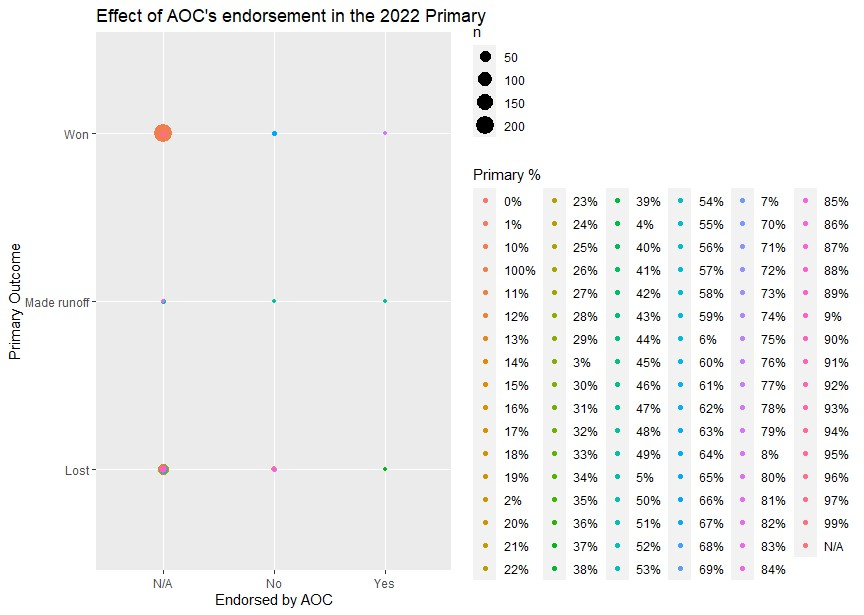 Effect of AOC's endorsement in the 2022 Primary
n
50
100
150
200
Primary %
0% 23% 39% 54% 7% 85%
1% 24% 4% 55% 70% 86%
10% 25% 40% 56% 71% 87%
100% 26% 41% 57% 72% 88%
11% 27% 42% 58% 73% 89%
12% 28% 43% 59% 74% 9%
13% 29% 44% 6% 75% 90%
14% 3% 45% 60% 76% 91%
15% 30% 46% 61% 77% 92%
16% 31% 47% 62% 78% 93%
17% 32% 48% 63% 79% 94%
18% 33% 49% 64% 8% 95%
19% 34% 5% 65% 80% 96%
2% 35% 50% 66% 81% 97%
20% 36% 51% 67% 82% 99%
21% 37% 52% 68% 83% N/A
22% 38% 53% 69% 84%
Primary Outcome
Won
Made runoff
Lost
N/A No Yes
Endorsed by AOC